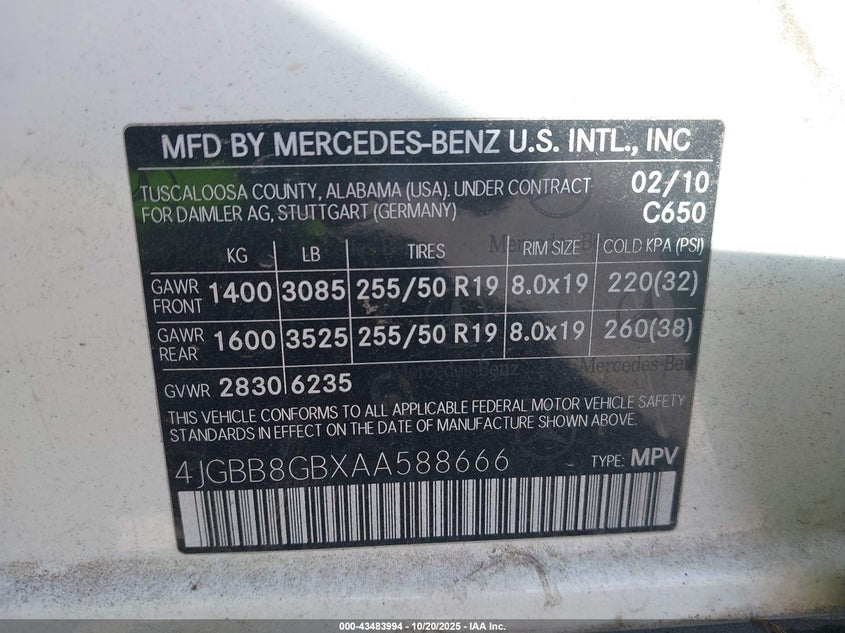 MFD BY MERCEDES-BENZ U.S. INTL., INC
TUSCALOOSA COUNTY, ALABAMA (USA). UNDER CONTRACT 02/10
FOR DAIMLER AG, STUTTGART (GERMANY) C650
KG LB TIRES RIM SIZE COLD KPA (PSI)
GAWR FRONT 1400 3085 255/50 R19 8.0x19 220(32)
GAWR REAR 1600 3525 255/50 R19 8.0x19 260(38)
GVWR 2830 6235
THIS VEHICLE CONFORMS TO ALL APPLICABLE FEDERAL MOTOR VEHICLE SAFETY
STANDARDS IN EFFECT ON THE DATE OF MANUFACTURE SHOWN ABOVE.
4JGBB8GBXAA588666 TYPE: MPV
000-43483994 - 10/20/2025 - IAA Inc.